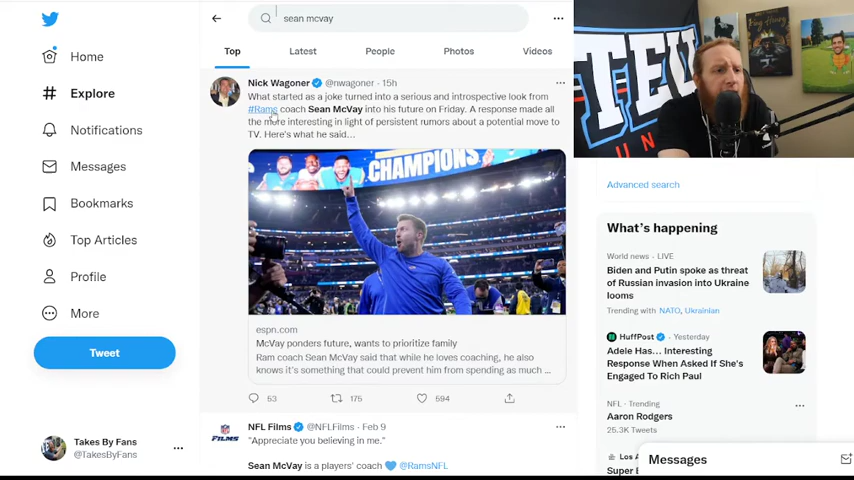 sean mcvay
Home
Explore
Notifications
Messages
Bookmarks
Top Articles
Profile
More
Tweet
Takes By Fans
@TakesByFans
Top
Latest
People
Photos
Videos
Nick Wagoner @nwagoner · 15h
What started as a joke turned into a serious and introspective look from
#Rams coach Sean McVay into his future on Friday. A response made all
the more interesting in light of persistent rumors about a potential move to
TV. Here's what he said...
CHAMPIONS
espn.com
McVay ponders future, wants to prioritize family
Ram coach Sean McVay said that while he loves coaching, he also
knows it's something that could prevent him from spending as much ...
53
175
594
NFL Films @NFLFilms · Feb 9
FILMS
"Appreciate you believing in me."
Sean McVay is a players' coach 💙 @RamsNFL
Advanced search
What's happening
World news · LIVE
Biden and Putin spoke as threat
of Russian invasion into Ukraine
looms
Trending with NATO, Ukrainian
HuffPost · Yesterday
Adele Has... Interesting
Response When Asked If She's
Engaged To Rich Paul
NFL · Trending
Aaron Rodgers
25.3K Tweets
Messages